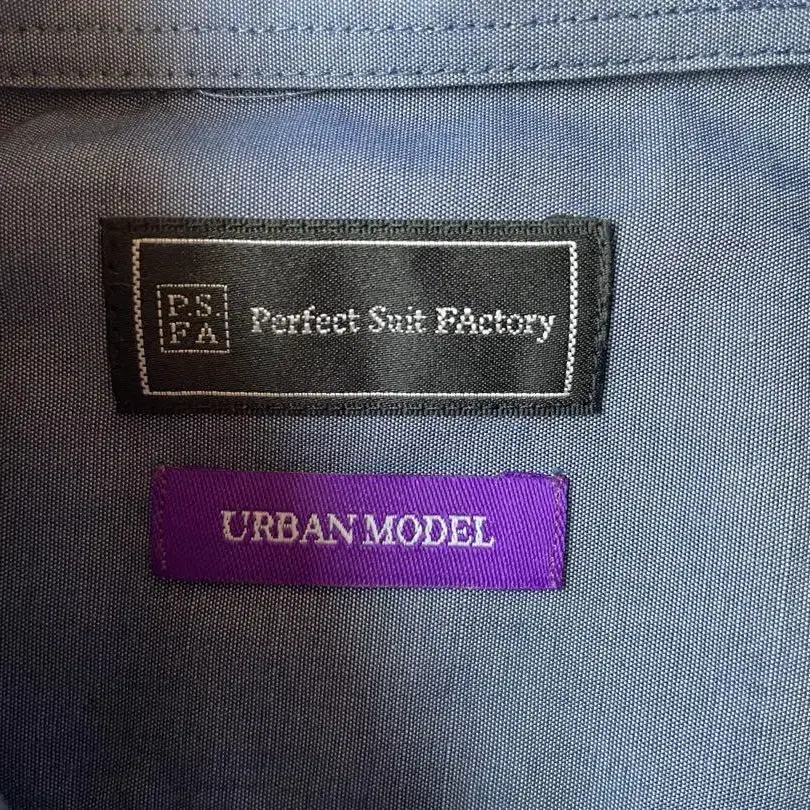 P.S.
FA
Perfect Suit FActory
URBAN MODEL